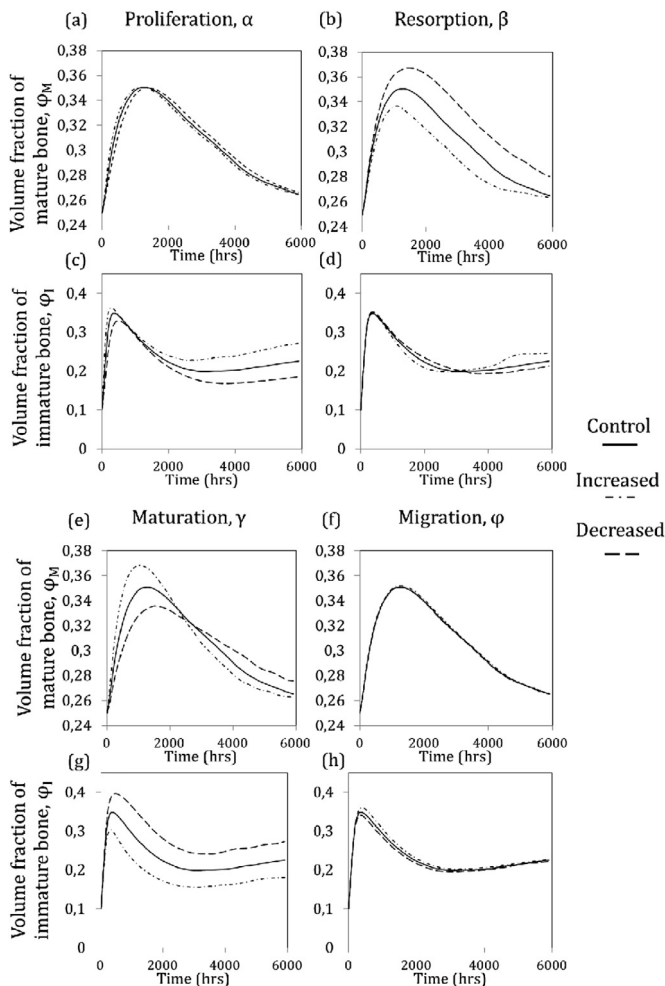 (a) Proliferation, α
(b) Resorption, β
Volume fraction of
mature bone, φM
0,38
0,36
0,34
0,32
0,3
0,28
0,26
0,24
0 2000 4000 6000
Time (hrs)
0,38
0,36
0,34
0,32
0,3
0,28
0,26
0,24
0 2000 4000 6000
Time (hrs)
(c)
(d)
Volume fraction of
immature bone, φI
0,4
0,3
0,2
0,1
0
0 2000 4000 6000
0,4
0,3
0,2
0,1
0
0 2000 4000 6000
Control
Increased
Decreased
(e) Maturation, γ
(f) Migration, φ
Volume fraction of
mature bone, φM
0,38
0,36
0,34
0,32
0,3
0,28
0,26
0,24
0 2000 4000 6000
Time (hrs)
0,38
0,36
0,34
0,32
0,3
0,28
0,26
0,24
0 2000 4000 6000
Time (hrs)
(g)
(h)
Volume fraction of
immature bone, φI
0,4
0,3
0,2
0,1
0
0 2000 4000 6000
0,4
0,3
0,2
0,1
0
0 2000 4000 6000